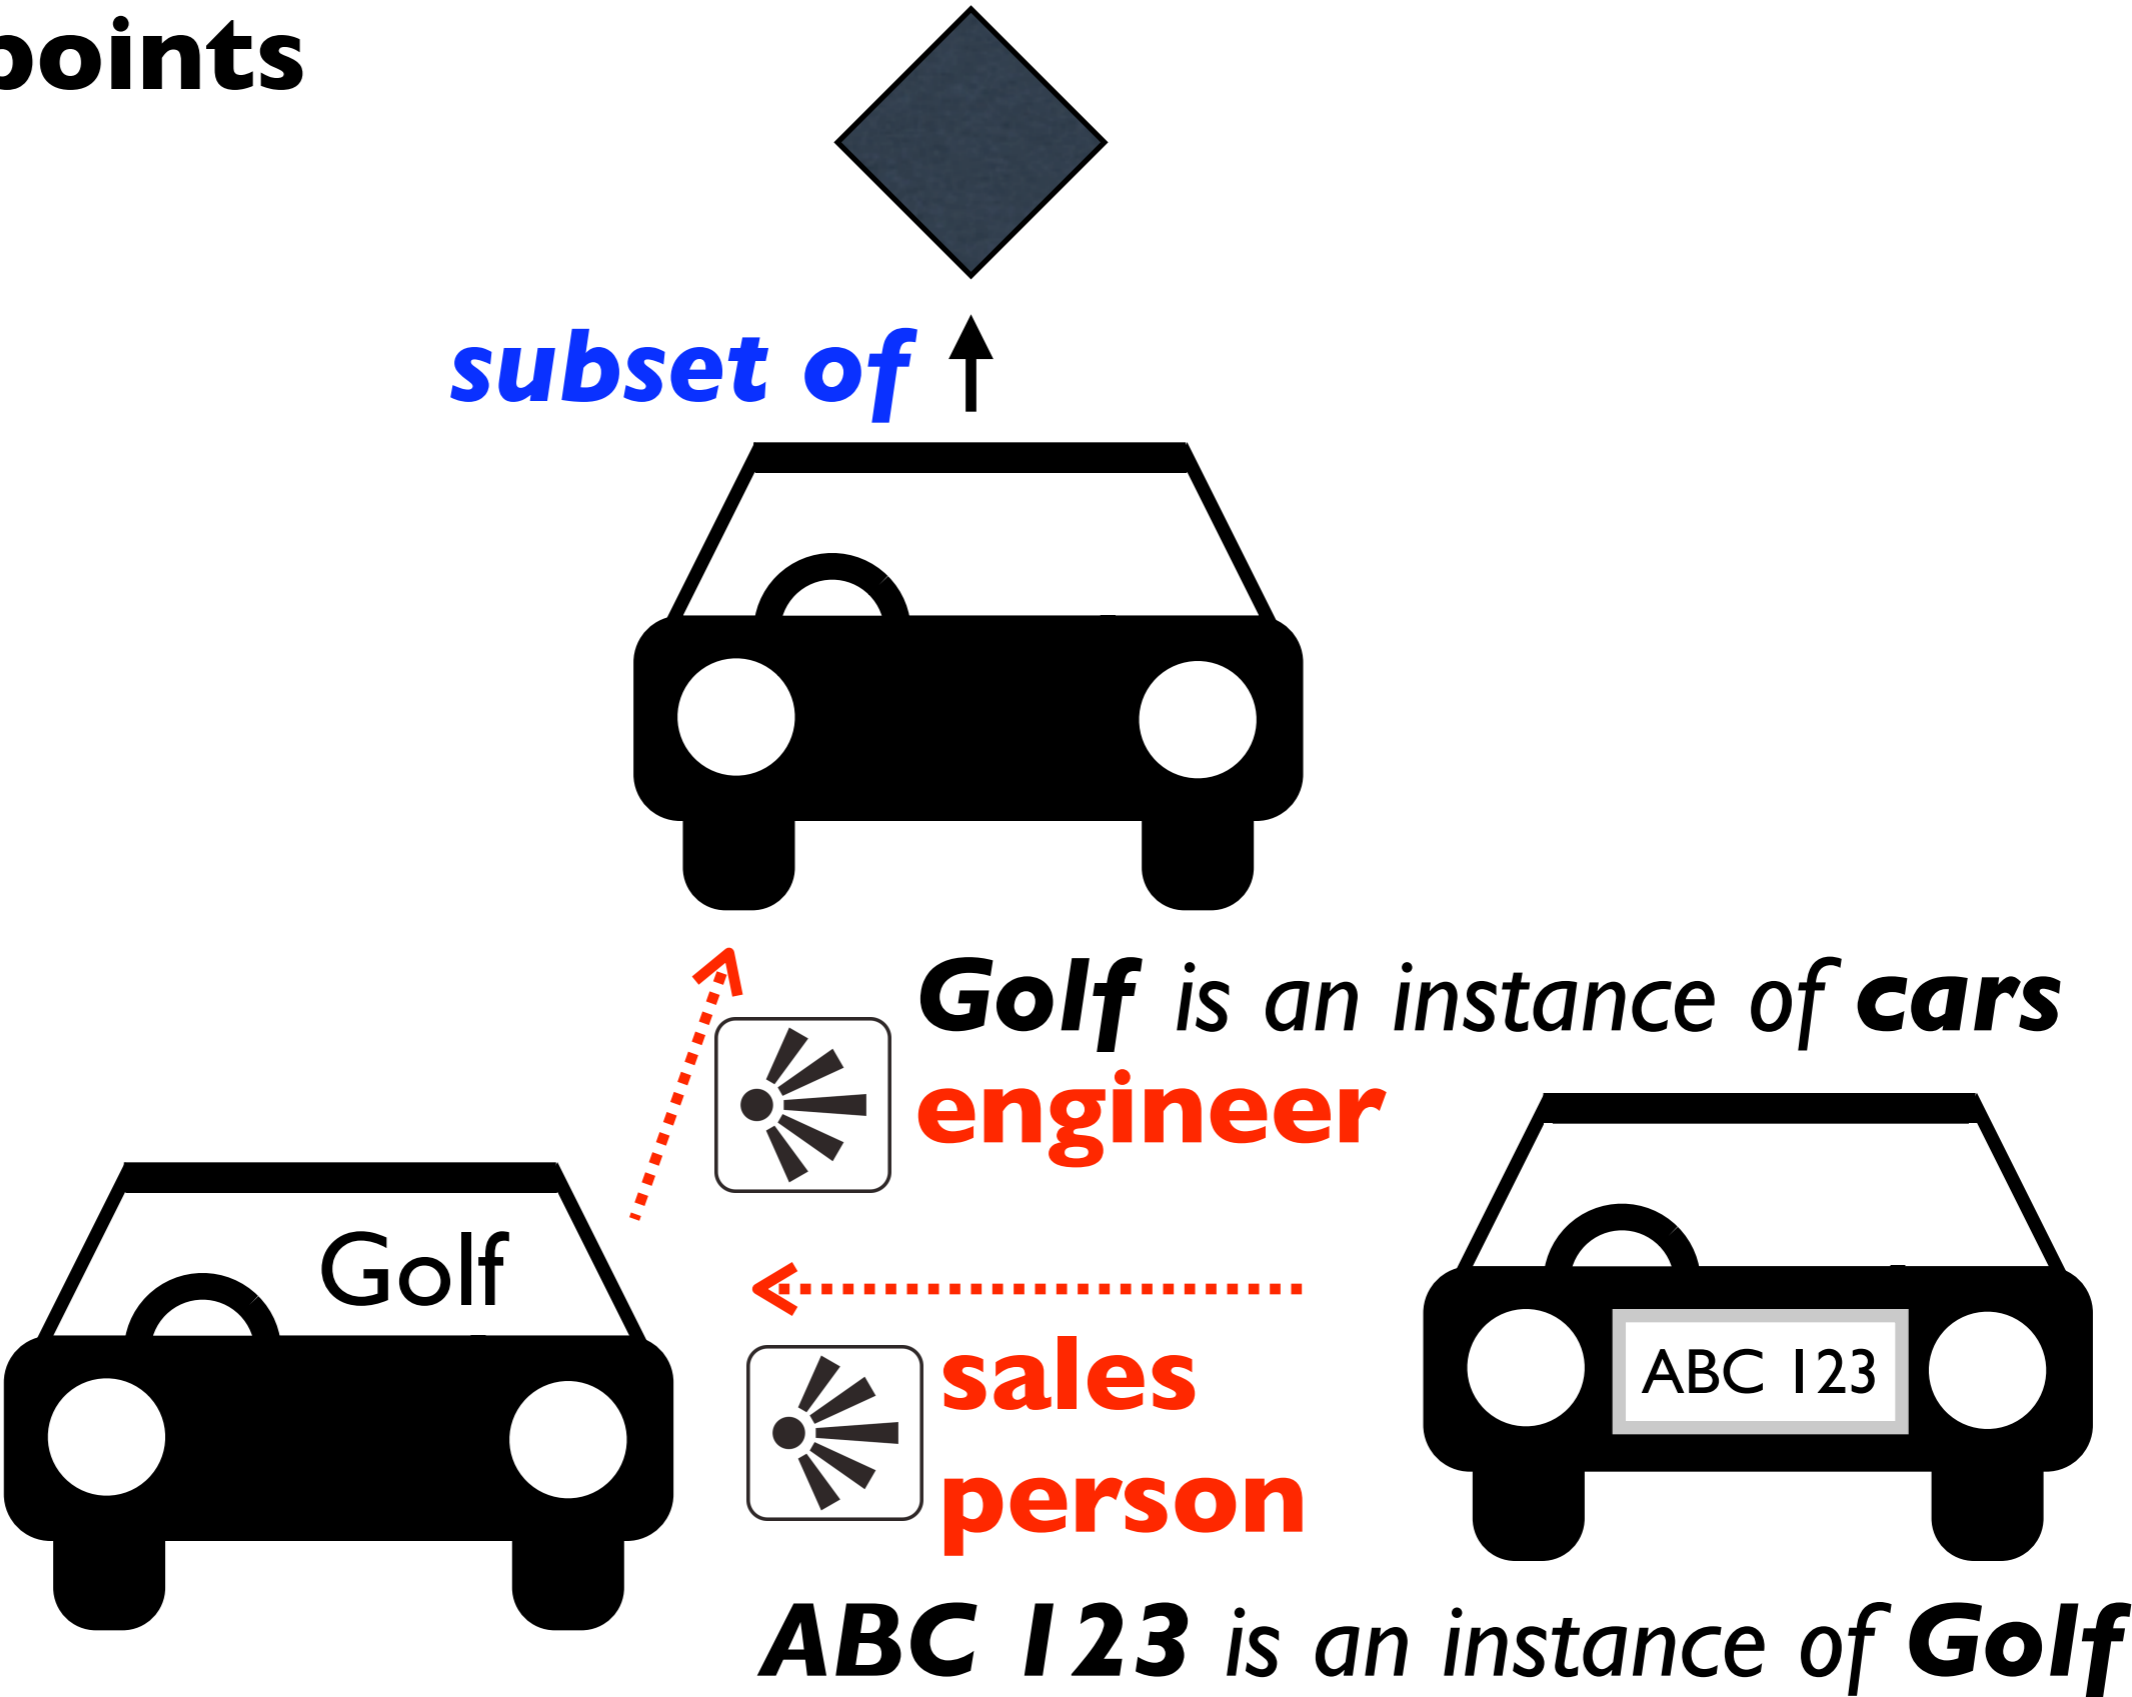 points
subset of
Golf is an instance of cars
engineer
Golf
sales
person
ABC 123
ABC 123 is an instance of Golf